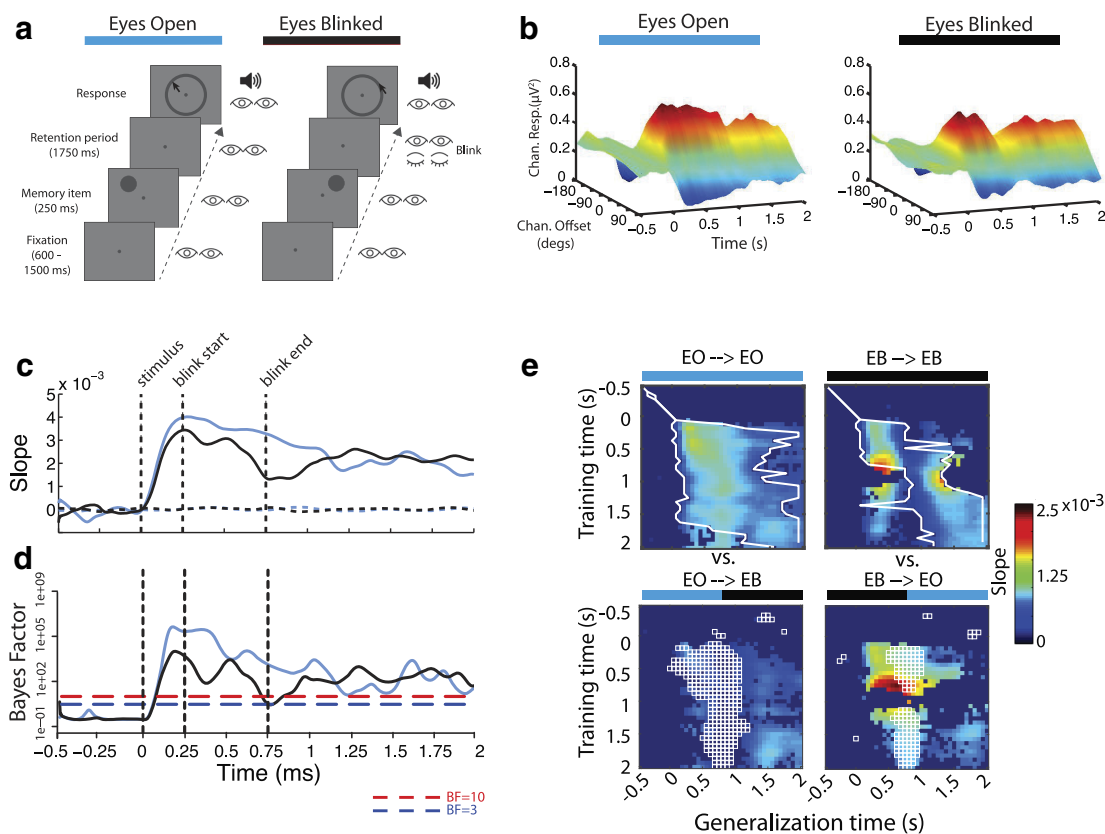 a
Eyes Open
Eyes Blinked
Response
Retention period
(1750 ms)
Blink
Memory item
(250 ms)
Fixation
(600 –
1500 ms)
b
Eyes Open
Eyes Blinked
Chan. Resp.(µV²)
0.8
0.6
0.4
0.2
0
−180
−90
0
90
Chan. Offset
(degs)
−0.5
0
0.5
1
1.5
2
Time (s)
0.8
0.6
0.4
0.2
0
−180
−90
0
90
−0.5
0
0.5
1
1.5
2
c
stimulus
blink start
blink end
x 10⁻³
Slope
5
4
3
2
1
0
d
Bayes Factor
1e+09
1e+05
1e+02
1e−01
−0.5
−0.25
0
0.25
0.5
0.75
1
1.25
1.5
1.75
2
Time (ms)
BF=10
BF=3
e
EO --> EO
EB −> EB
Training time (s)
-0.5
0
0.5
1
1.5
2
vs.
vs.
EO −> EB
EB −> EO
Training time (s)
-0.5
0
0.5
1
1.5
2
-0.5
0
0.5
1
1.5
2
-0.5
0
0.5
1
1.5
2
Generalization time (s)
2.5 x10⁻³
1.25
0
Slope